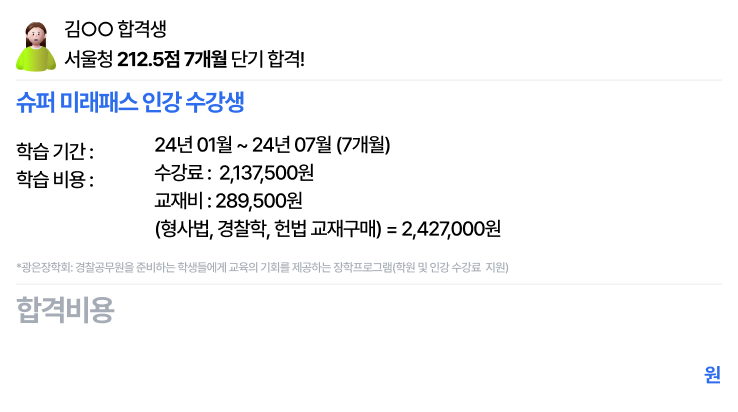 김○○ 합격생
서울청 212.5점 7개월 단기 합격!
슈퍼 미래패스 인강 수강생
학습 기간 : 24년 01월 ~ 24년 07월 (7개월)
학습 비용 : 수강료 : 2,137,500원
교재비 : 289,500원
(형사법, 경찰학, 헌법 교재구매) = 2,427,000원
*광은장학회: 경찰공무원을 준비하는 학생들에게 교육의 기회를 제공하는 장학프로그램(학원 및 인강 수강료 지원)
합격비용
원